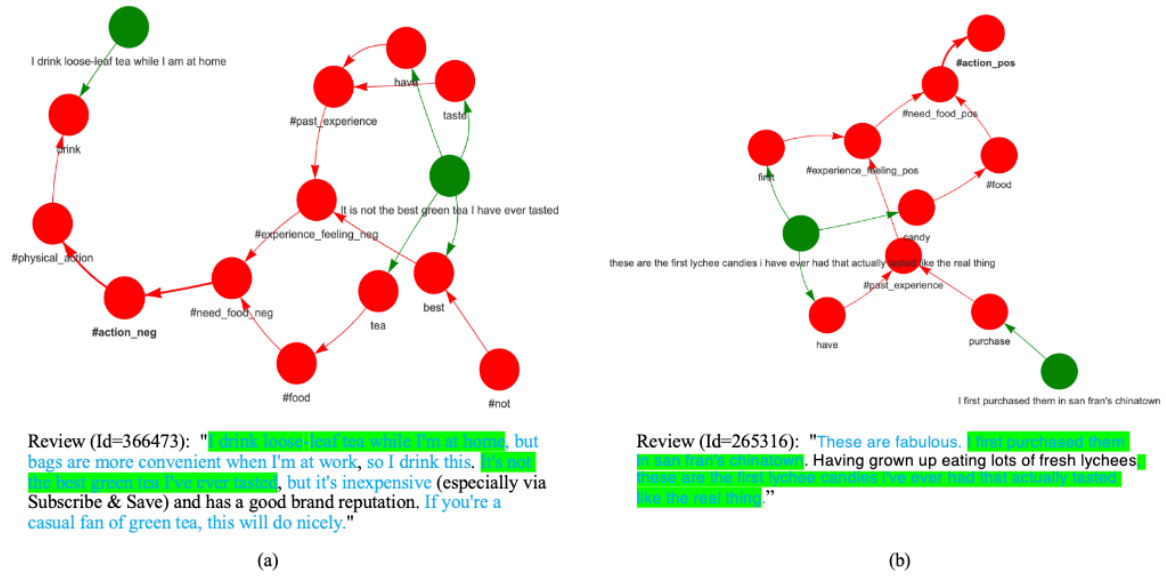 I drink loose-leaf tea while I am at home
have
taste
drink
#past_experience
It is not the best green tea I have ever tasted
#experience_feeling_neg
#physical_action
#need_food_neg
tea
best
#action_neg
#food
#not
Review (Id=366473): "I drink loose-leaf tea while I'm at home, but
bags are more convenient when I'm at work, so I drink this. It's not
the best green tea I've ever tasted, but it's inexpensive (especially via
Subscribe & Save) and has a good brand reputation. If you're a
casual fan of green tea, this will do nicely."
(a)
#action_pos
#need_food_pos
first
#experience_feeling_pos
#food
candy
these are the first lychee candies i have ever had that actually tasted like the real thing
#past_experience
have
purchase
I first purchased them in san fran's chinatown
Review (Id=265316): "These are fabulous. I first purchased them
in san fran's chinatown. Having grown up eating lots of fresh lychees
these are the first lychee candies I've ever had that actually tasted
like the real thing."
(b)